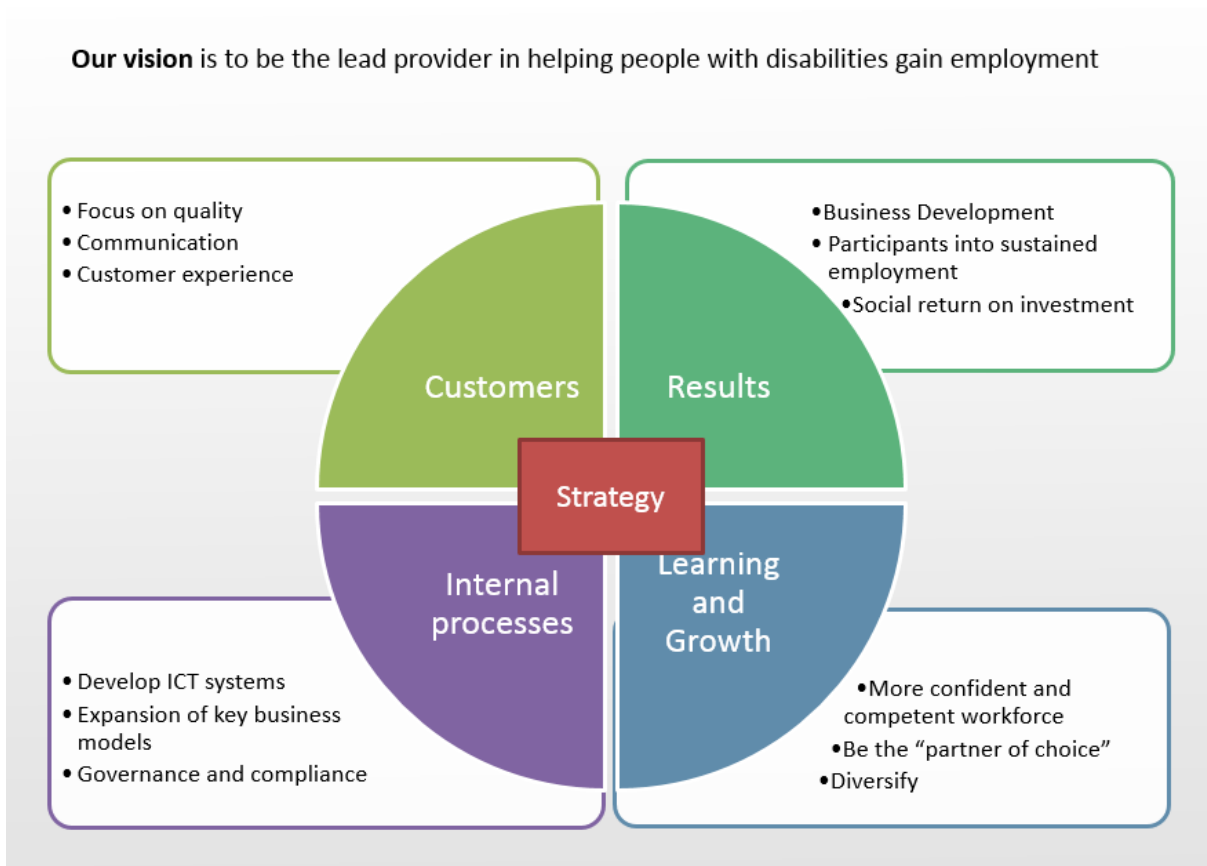 Our vision is to be the lead provider in helping people with disabilities gain employment
• Focus on quality
• Communication
• Customer experience
•Business Development
• Participants into sustained
employment
•Social return on investment
Customers
Results
Strategy
Internal
processes
Learning
and
Growth
• Develop ICT systems
• Expansion of key business
models
• Governance and compliance
•More confident and
competent workforce
•Be the “partner of choice”
•Diversify